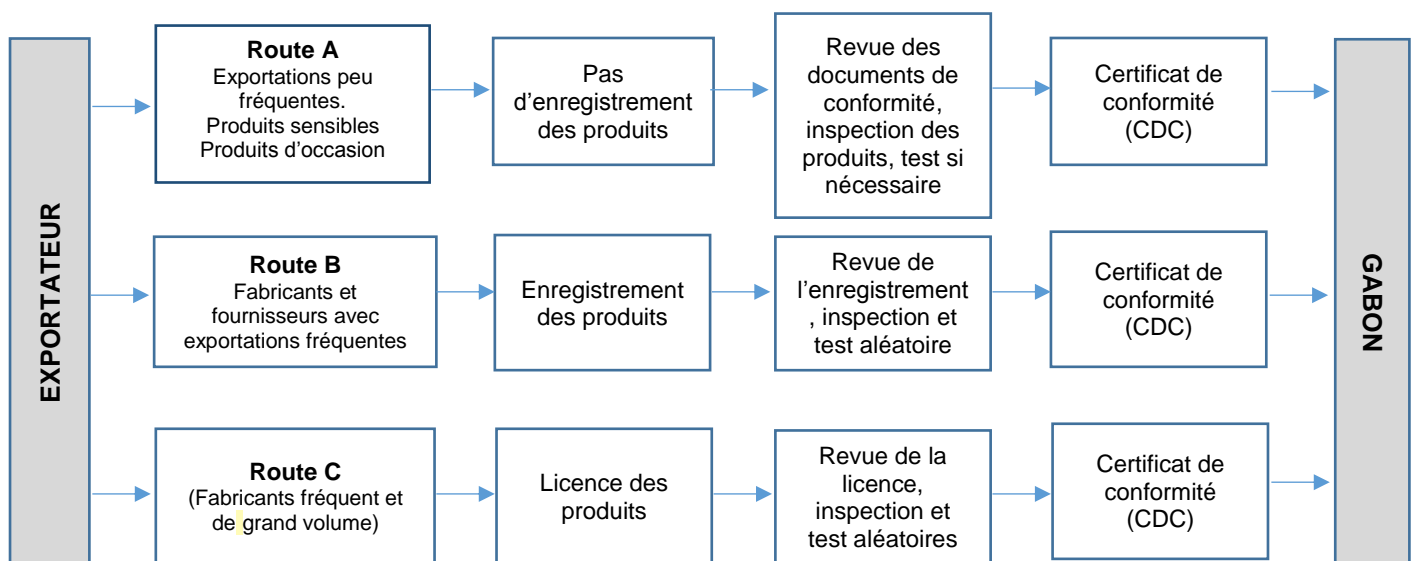 EXPORTATEUR
Route A
Exportations peu
fréquentes.
Produits sensibles
Produits d'occasion
Pas
d'enregistrement
des produits
Revue des
documents de
conformité,
inspection des
produits, test si
nécessaire
Certificat de
conformité
(CDC)
Route B
Fabricants et
fournisseurs avec
exportations fréquentes
Enregistrement
des produits
Revue de
l'enregistrement
, inspection et
test aléatoire
Certificat de
conformité
(CDC)
Route C
(Fabricants fréquent et
de grand volume)
Licence des
produits
Revue de la
licence,
inspection et
test aléatoires
Certificat de
conformité
(CDC)
GABON